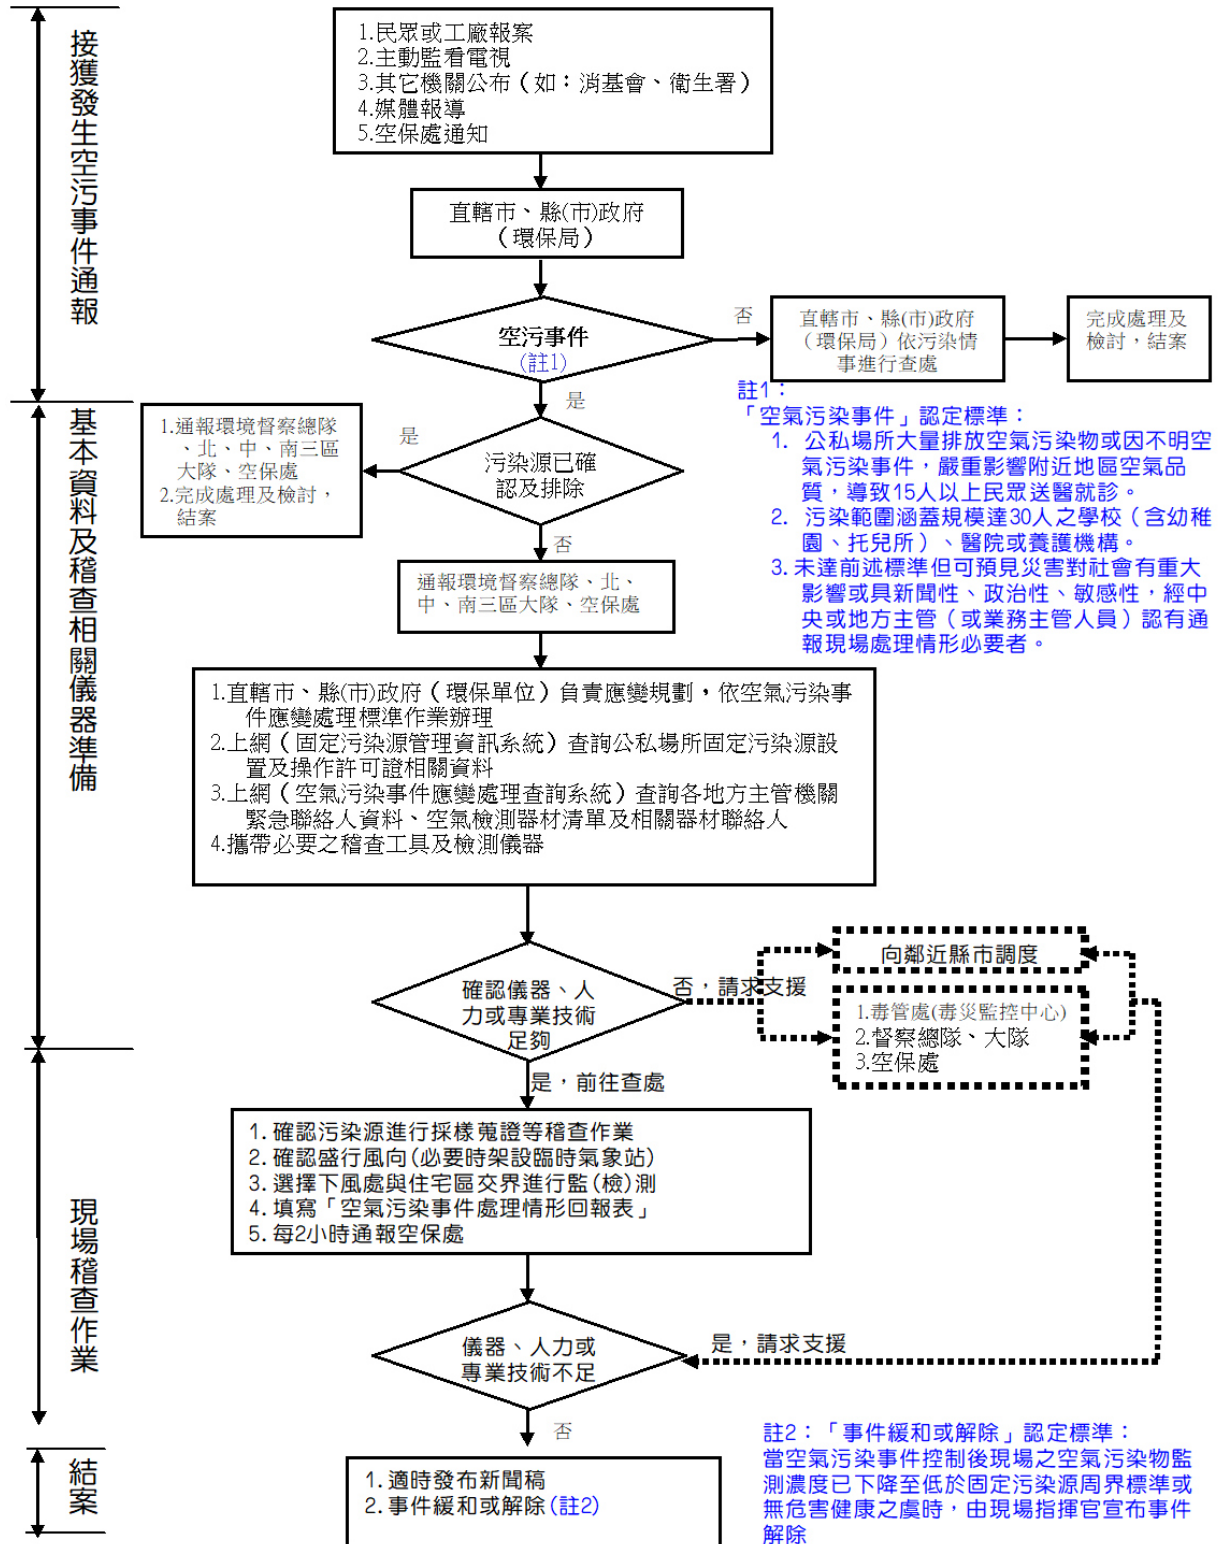 接獲發生空污事件通報
1.民眾或工廠報案
2.主動監看電視
3.其它機關公布（如：消基會、衛生署）
4.媒體報導
5.空保處通知
直轄市、縣(市)政府
（環保局）
空污事件
(註1)
否
直轄市、縣(市)政府
（環保局）依污染情
事進行查處
完成處理及
檢討，結案
是
註1：
「空氣污染事件」認定標準：
1. 公私場所大量排放空氣污染物或因不明空
氣污染事件，嚴重影響附近地區空氣品
質，導致15人以上民眾送醫就診。
2. 污染範圍涵蓋規模達30人之學校（含幼稚
園、托兒所）、醫院或養護機構。
3. 未達前述標準但可預見災害對社會有重大
影響或具新聞性、政治性、敏感性，經中
央或地方主管（或業務主管人員）認有通
報現場處理情形必要者。
基本資料及稽查相關儀器準備
污染源已確
認及排除
是
1.通報環境督察總隊
、北、中、南三區
大隊、空保處
2.完成處理及檢討，
結案
否
通報環境督察總隊、北、
中、南三區大隊、空保處
1.直轄市、縣(市)政府（環保單位）負責應變規劃，依空氣污染事
件應變處理標準作業辦理
2.上網（固定污染源管理資訊系統）查詢公私場所固定污染源設
置及操作許可證相關資料
3.上網（空氣污染事件應變處理查詢系統）查詢各地方主管機關
緊急聯絡人資料、空氣檢測器材清單及相關器材聯絡人
4.攜帶必要之稽查工具及檢測儀器
確認儀器、人
力或專業技術
足夠
否，請求支援
向鄰近縣市調度
1.毒管處(毒災監控中心)
2.督察總隊、大隊
3.空保處
是，前往查處
現場稽查作業
1. 確認污染源進行採樣蒐證等稽查作業
2. 確認盛行風向(必要時架設臨時氣象站)
3. 選擇下風處與住宅區交界進行監(檢)測
4. 填寫「空氣污染事件處理情形回報表」
5. 每2小時通報空保處
儀器、人力或
專業技術不足
是，請求支援
否
結案
1. 適時發布新聞稿
2. 事件緩和或解除(註2)
註2：「事件緩和或解除」認定標準：
當空氣污染事件控制後現場之空氣污染物監
測濃度已下降至低於固定污染源周界標準或
無危害健康之虞時，由現場指揮官宣布事件
解除